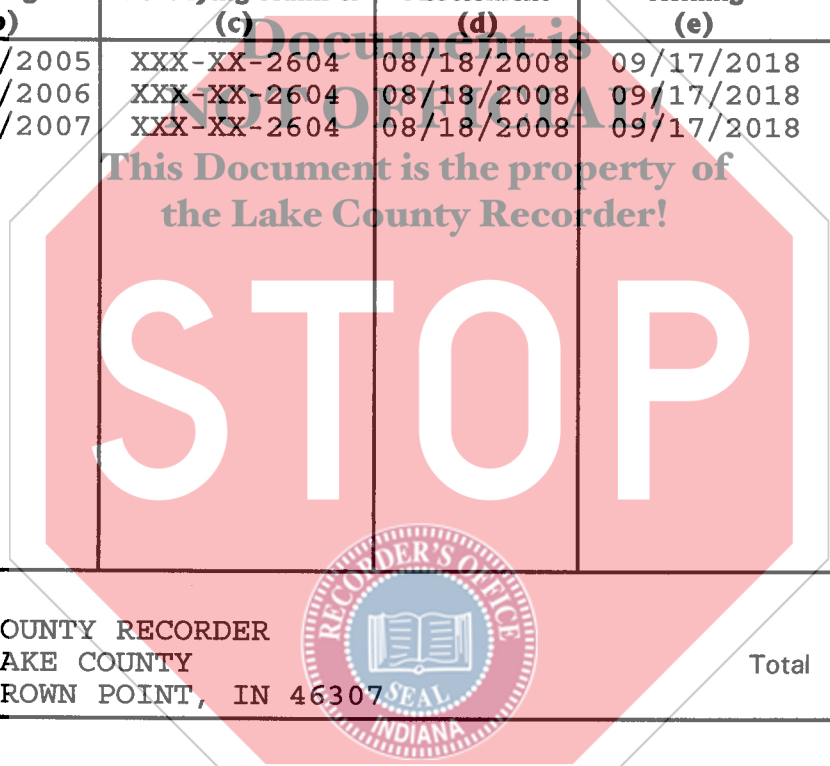 (c) (d) (e)
Document is
/2005 XXX-XX-2604 08/18/2008 09/17/2018
/2006 XXX-XX-2604 08/18/2008 09/17/2018
NOT OFFICIAL!
/2007 XXX-XX-2604 08/18/2008 09/17/2018
This Document is the property of
the Lake County Recorder!
STOP
RECORDER'S OFFICE
OUNTY RECORDER
AKE COUNTY Total
ROWN POINT, IN 46307
SEAL
INDIANA